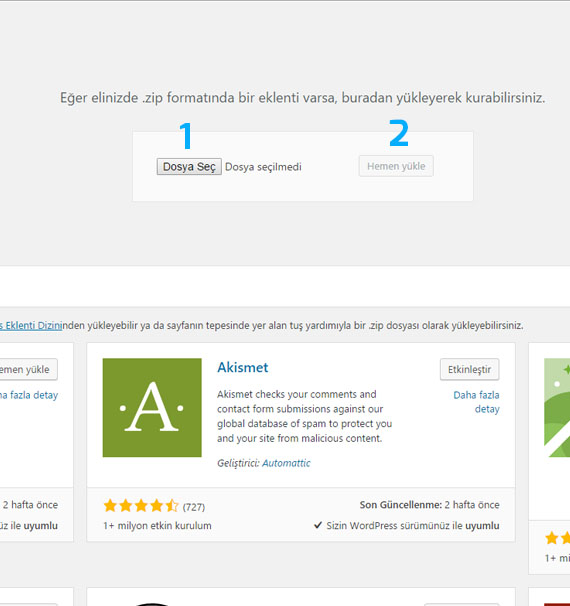 Eğer elinizde .zip formatında bir eklenti varsa, buradan yükleyerek kurabilirsiniz.
1
2
Dosya Seç Dosya seçilmedi
Hemen yükle
s Eklenti Dizininden yükleyebilir ya da sayfanın tepesinde yer alan tuş yardımıyla bir .zip dosyası olarak yükleyebilirsiniz.
emen yükle
ha fazla detay
2 hafta önce
üz ile uyumlu
A
Akismet
Etkinleştir
Daha fazla
detay
Akismet checks your comments and
contact form submissions against our
global database of spam to protect you
and your site from malicious content.
Geliştirici: Automattic
(727)
Son Güncellenme: 2 hafta önce
1+ milyon etkin kurulum
Sizin WordPress sürümünüz ile uyumlu
1+ mi